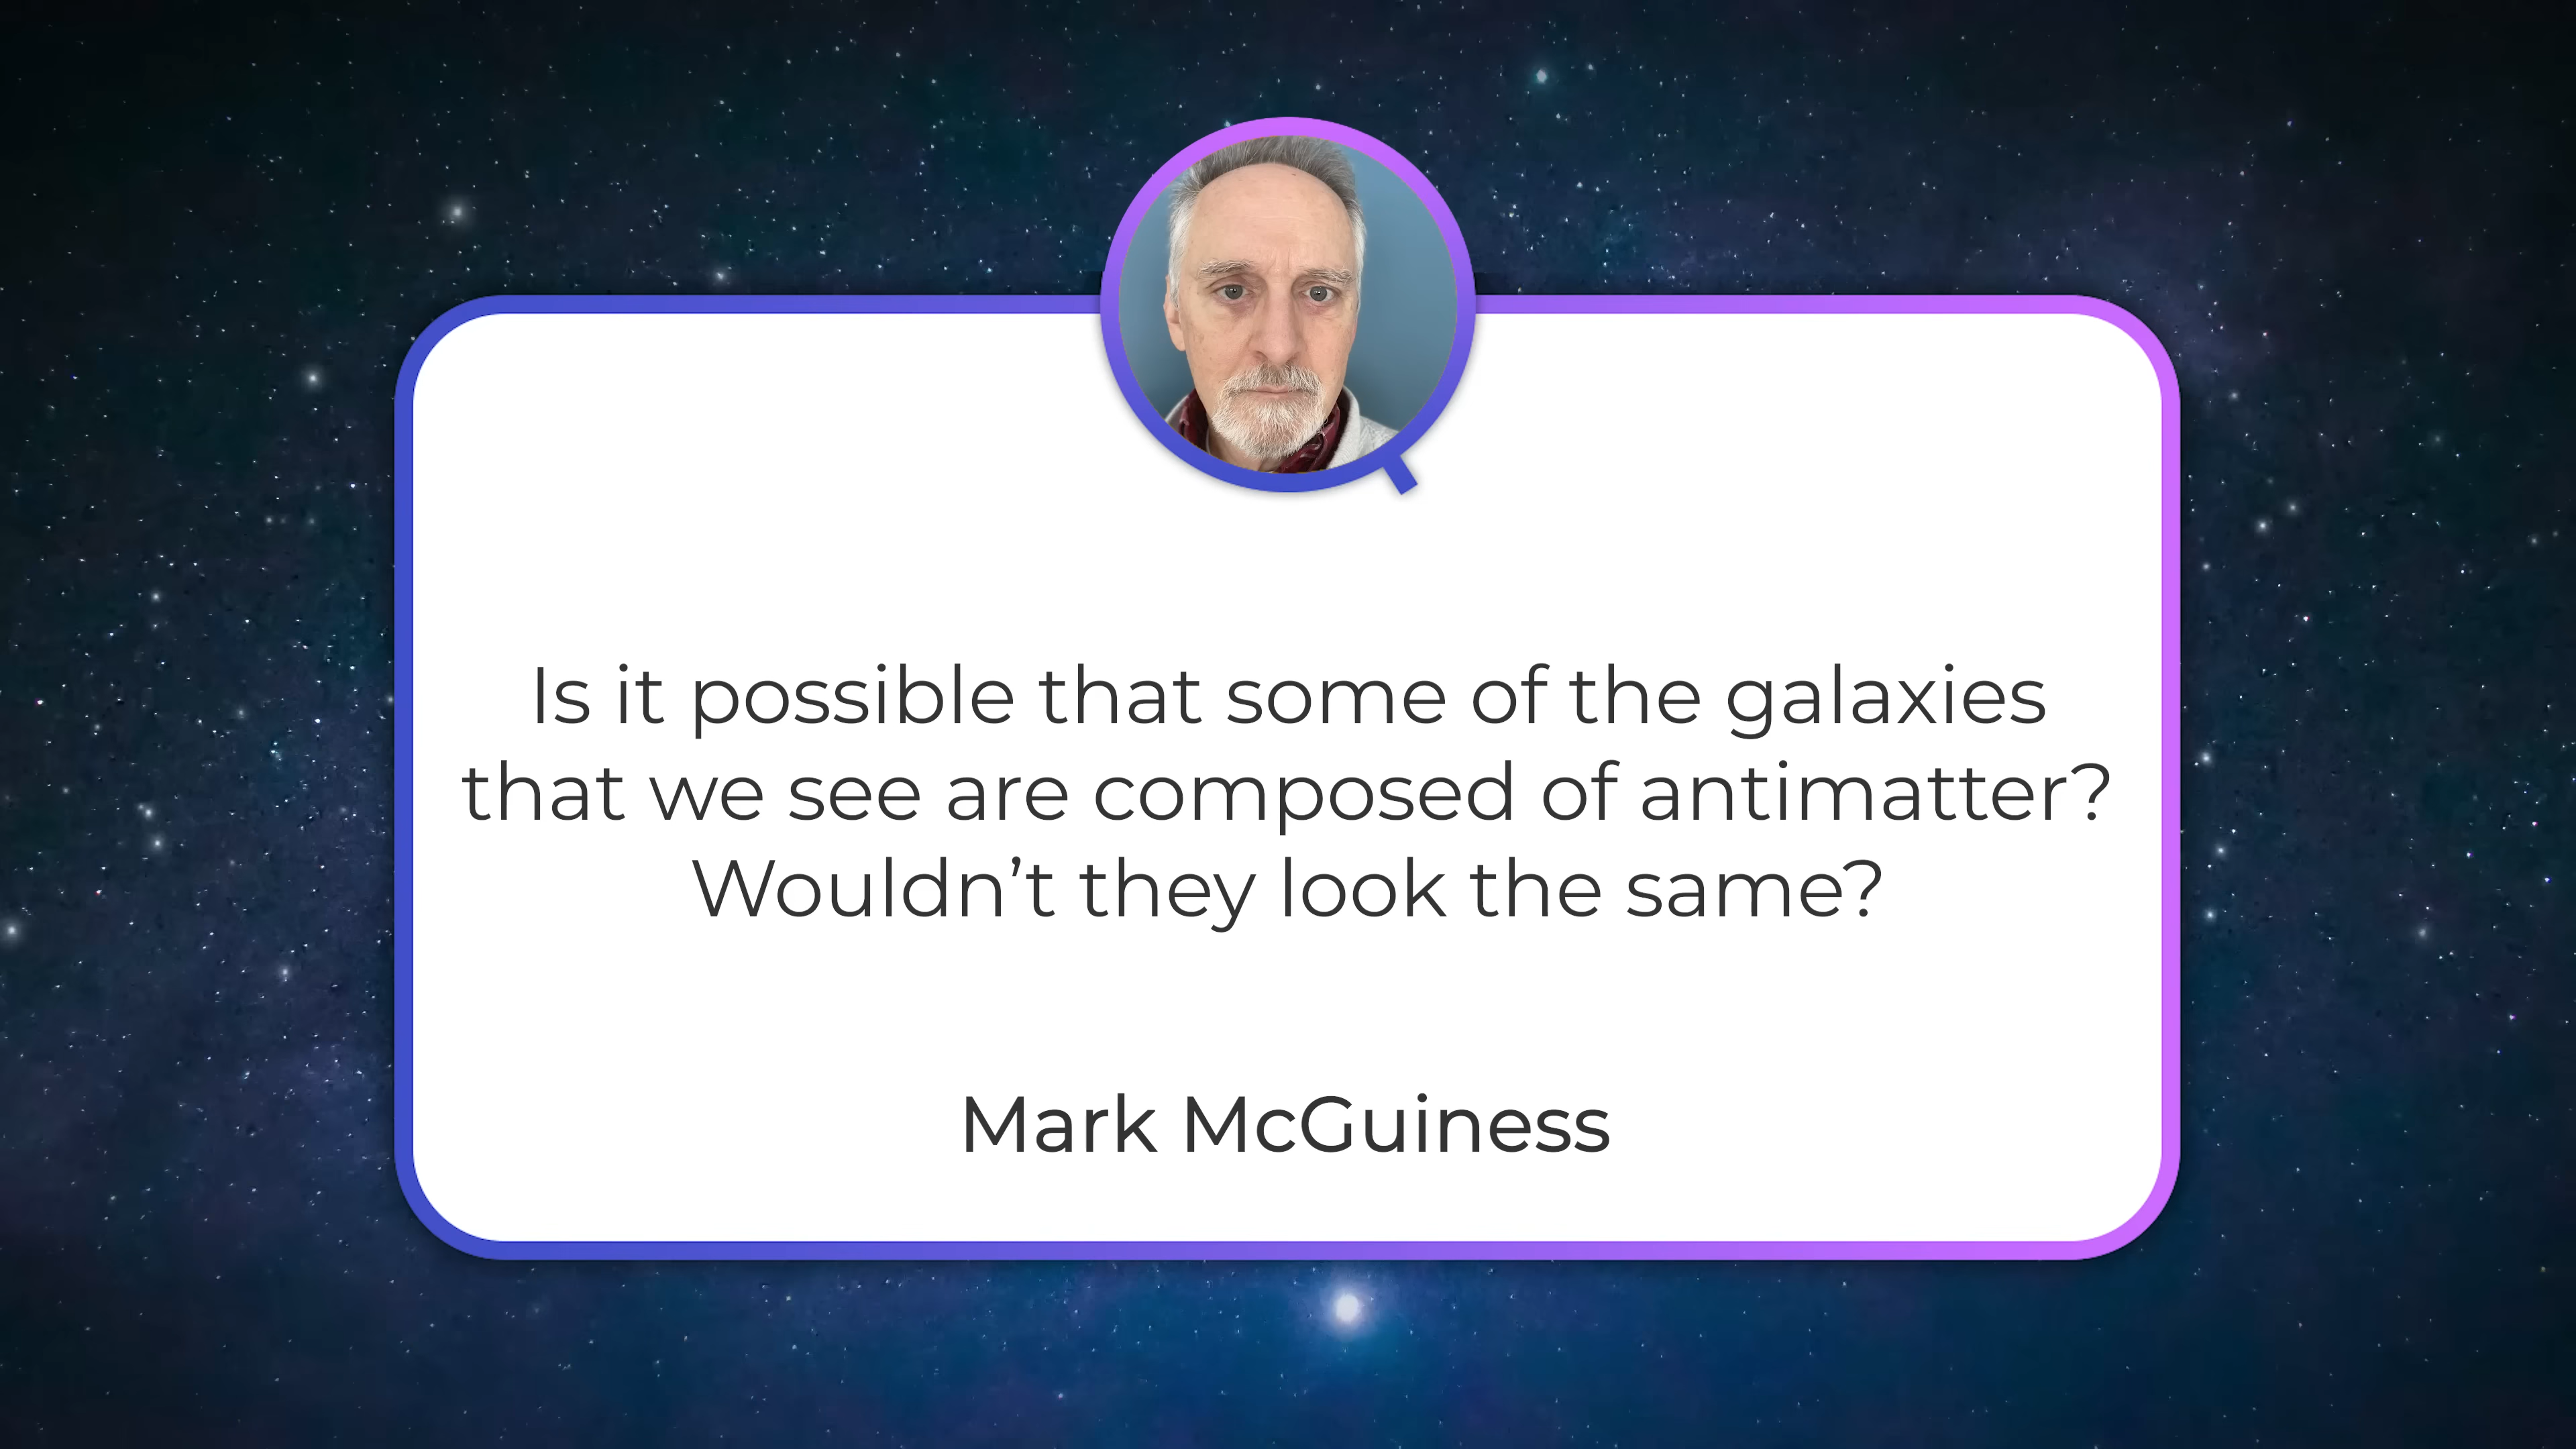 Is it possible that some of the galaxies
that we see are composed of antimatter?
Wouldn’t they look the same?
Mark McGuiness